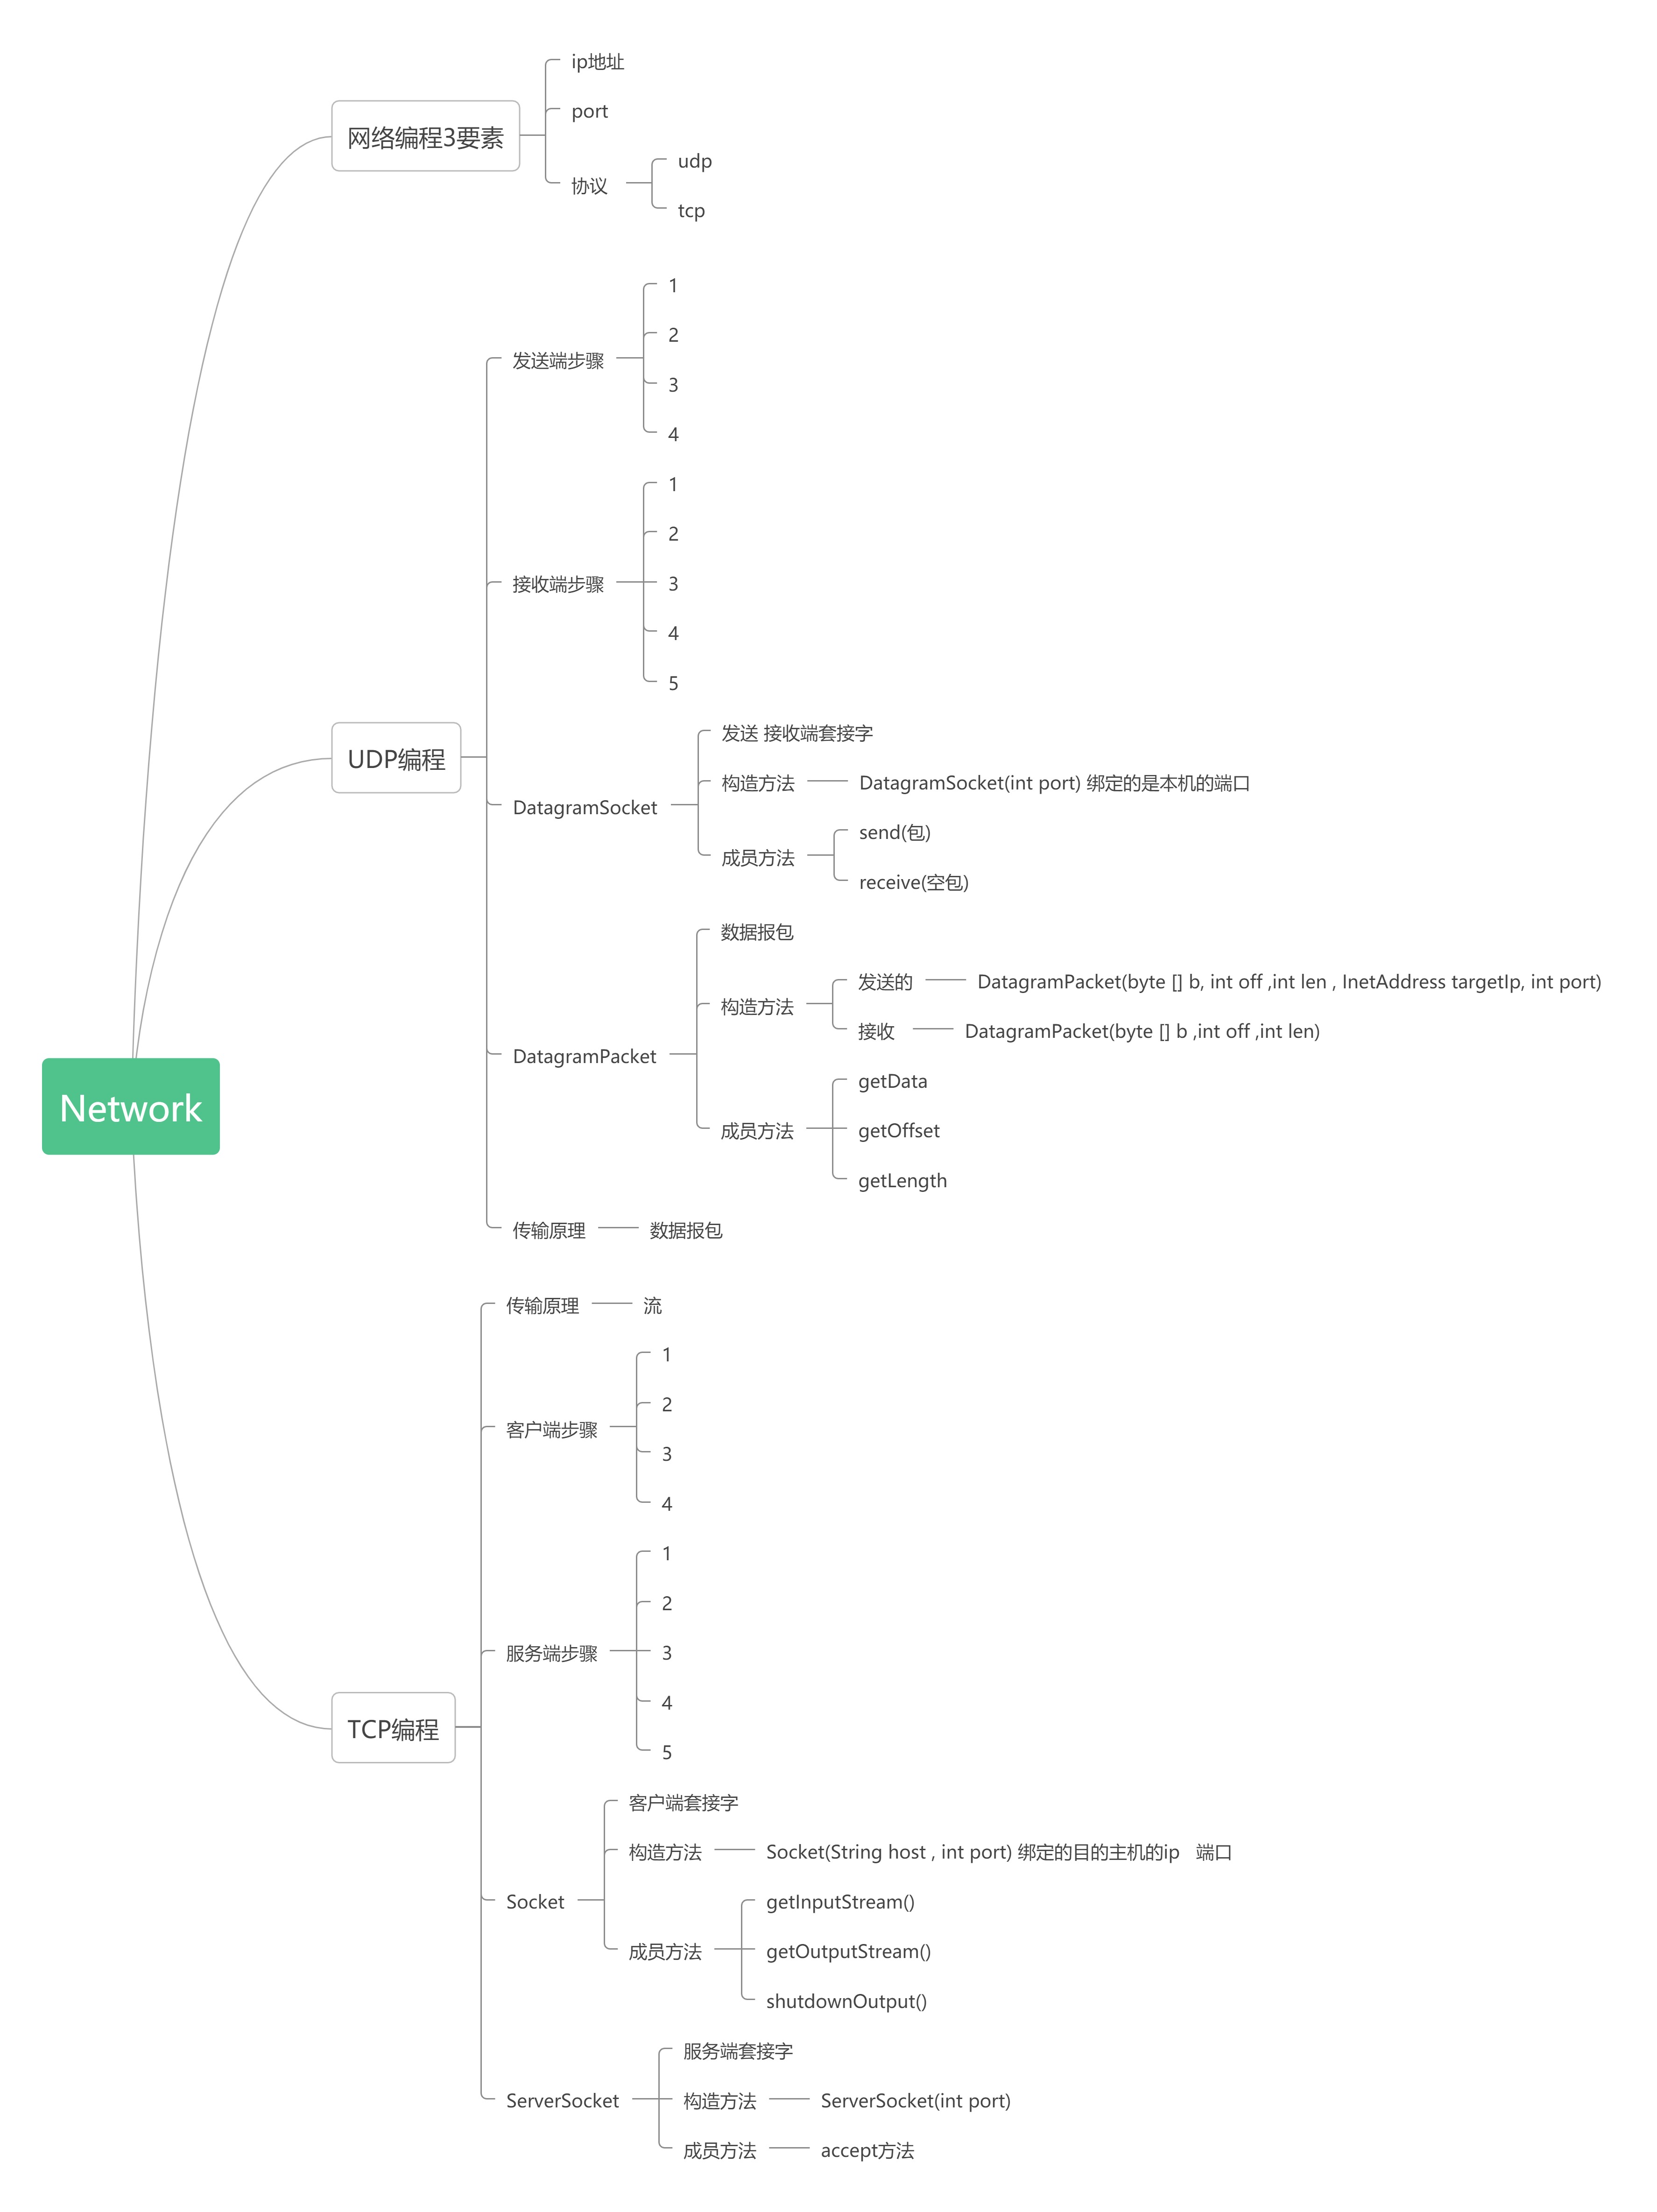 Network
网络编程3要素
ip地址
port
协议
udp
tcp
UDP编程
发送端步骤
1
2
3
4
接收端步骤
1
2
3
4
5
DatagramSocket
发送 接收端套接字
构造方法
DatagramSocket(int port) 绑定的是本机的端口
成员方法
send(包)
receive(空包)
DatagramPacket
数据报包
构造方法
发送的
DatagramPacket(byte [] b, int off ,int len , InetAddress targetIp, int port)
接收
DatagramPacket(byte [] b ,int off ,int len)
成员方法
getData
getOffset
getLength
传输原理
数据报包
TCP编程
传输原理
流
客户端步骤
1
2
3
4
服务端步骤
1
2
3
4
5
Socket
客户端套接字
构造方法
Socket(String host , int port) 绑定的目的主机的ip   端口
成员方法
getInputStream()
getOutputStream()
shutdownOutput()
ServerSocket
服务端套接字
构造方法
ServerSocket(int port)
成员方法
accept方法